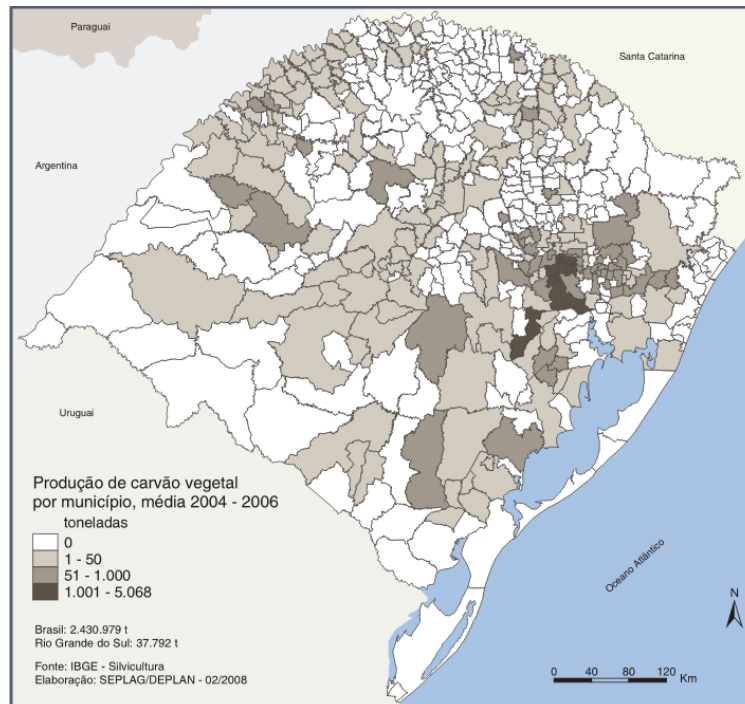 Paraguai
Santa Catarina
Argentina
Uruguai
Produção de carvão vegetal
por município, média 2004 - 2006
toneladas
0
1 - 50
51 - 1.000
1.001 - 5.068
Brasil: 2.430.979 t
Rio Grande do Sul: 37.792 t
Fonte: IBGE - Silvicultura
Elaboração: SEPLAG/DEPLAN - 02/2008
Oceano Atlântico
N
0 40 80 120
Km